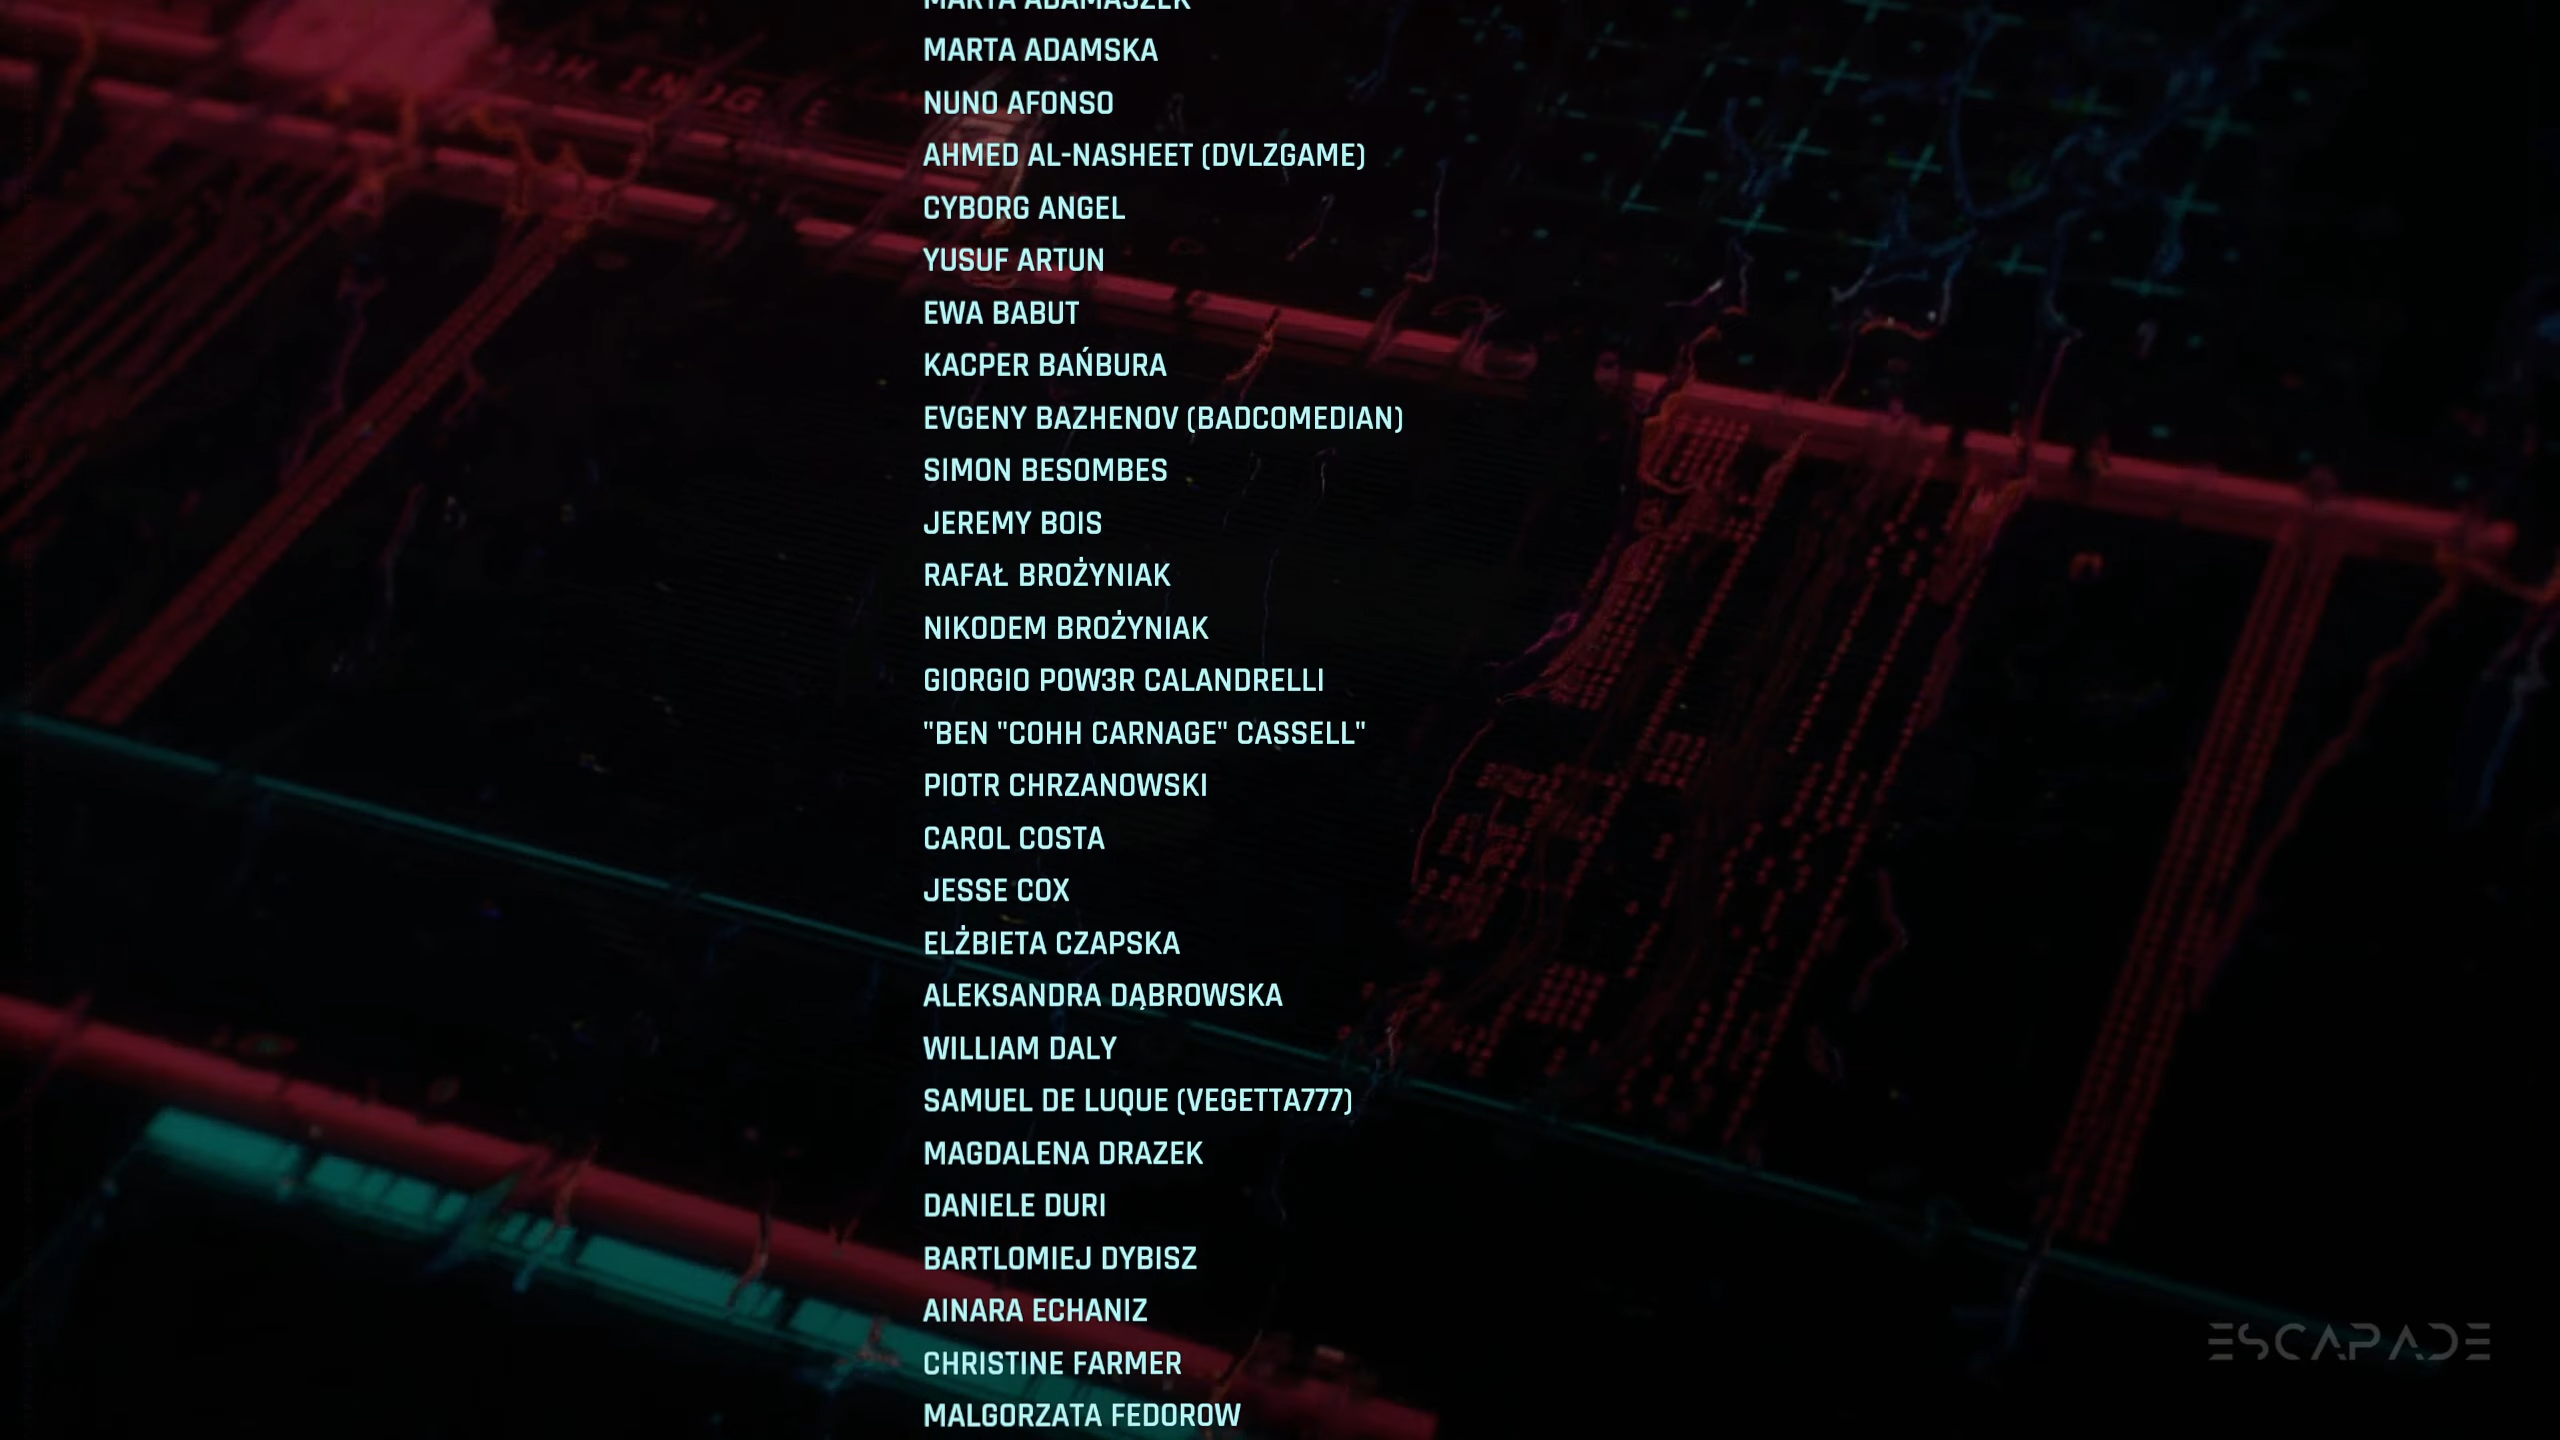 MARTA ADAMASZEK
MARTA ADAMSKA
NUNO AFONSO
AHMED AL-NASHEET (DVLZGAME)
CYBORG ANGEL
YUSUF ARTUN
EWA BABUT
KACPER BAŃBURA
EVGENY BAZHENOV (BADCOMEDIAN)
SIMON BESOMBES
JEREMY BOIS
RAFAŁ BROŻYNIAK
NIKODEM BROŻYNIAK
GIORGIO POW3R CALANDRELLI
"BEN "COHH CARNAGE" CASSELL"
PIOTR CHRZANOWSKI
CAROL COSTA
JESSE COX
ELŻBIETA CZAPSKA
ALEKSANDRA DĄBROWSKA
WILLIAM DALY
SAMUEL DE LUQUE (VEGETTA777)
MAGDALENA DRAZEK
DANIELE DURI
BARTLOMIEJ DYBISZ
AINARA ECHANIZ
CHRISTINE FARMER
MALGORZATA FEDOROW
ESCAPADE